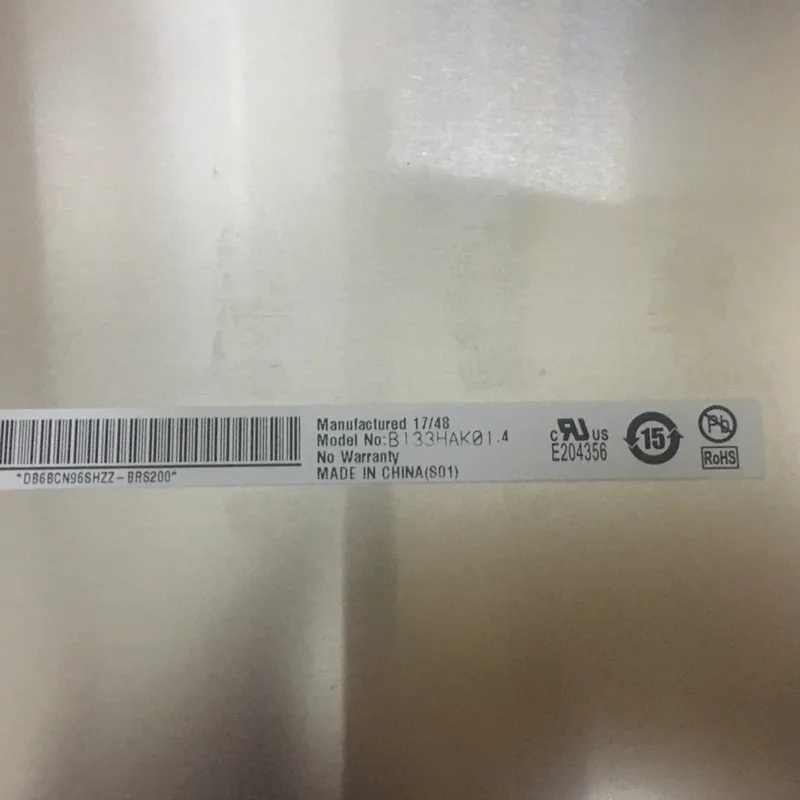 *DB6BCN96SHZZ-BRS200*
Manufactured 17/48
Model No:B133HAK01.4
No Warranty
MADE IN CHINA(S01)
c RU US
E204356
15
Pb
RoHS